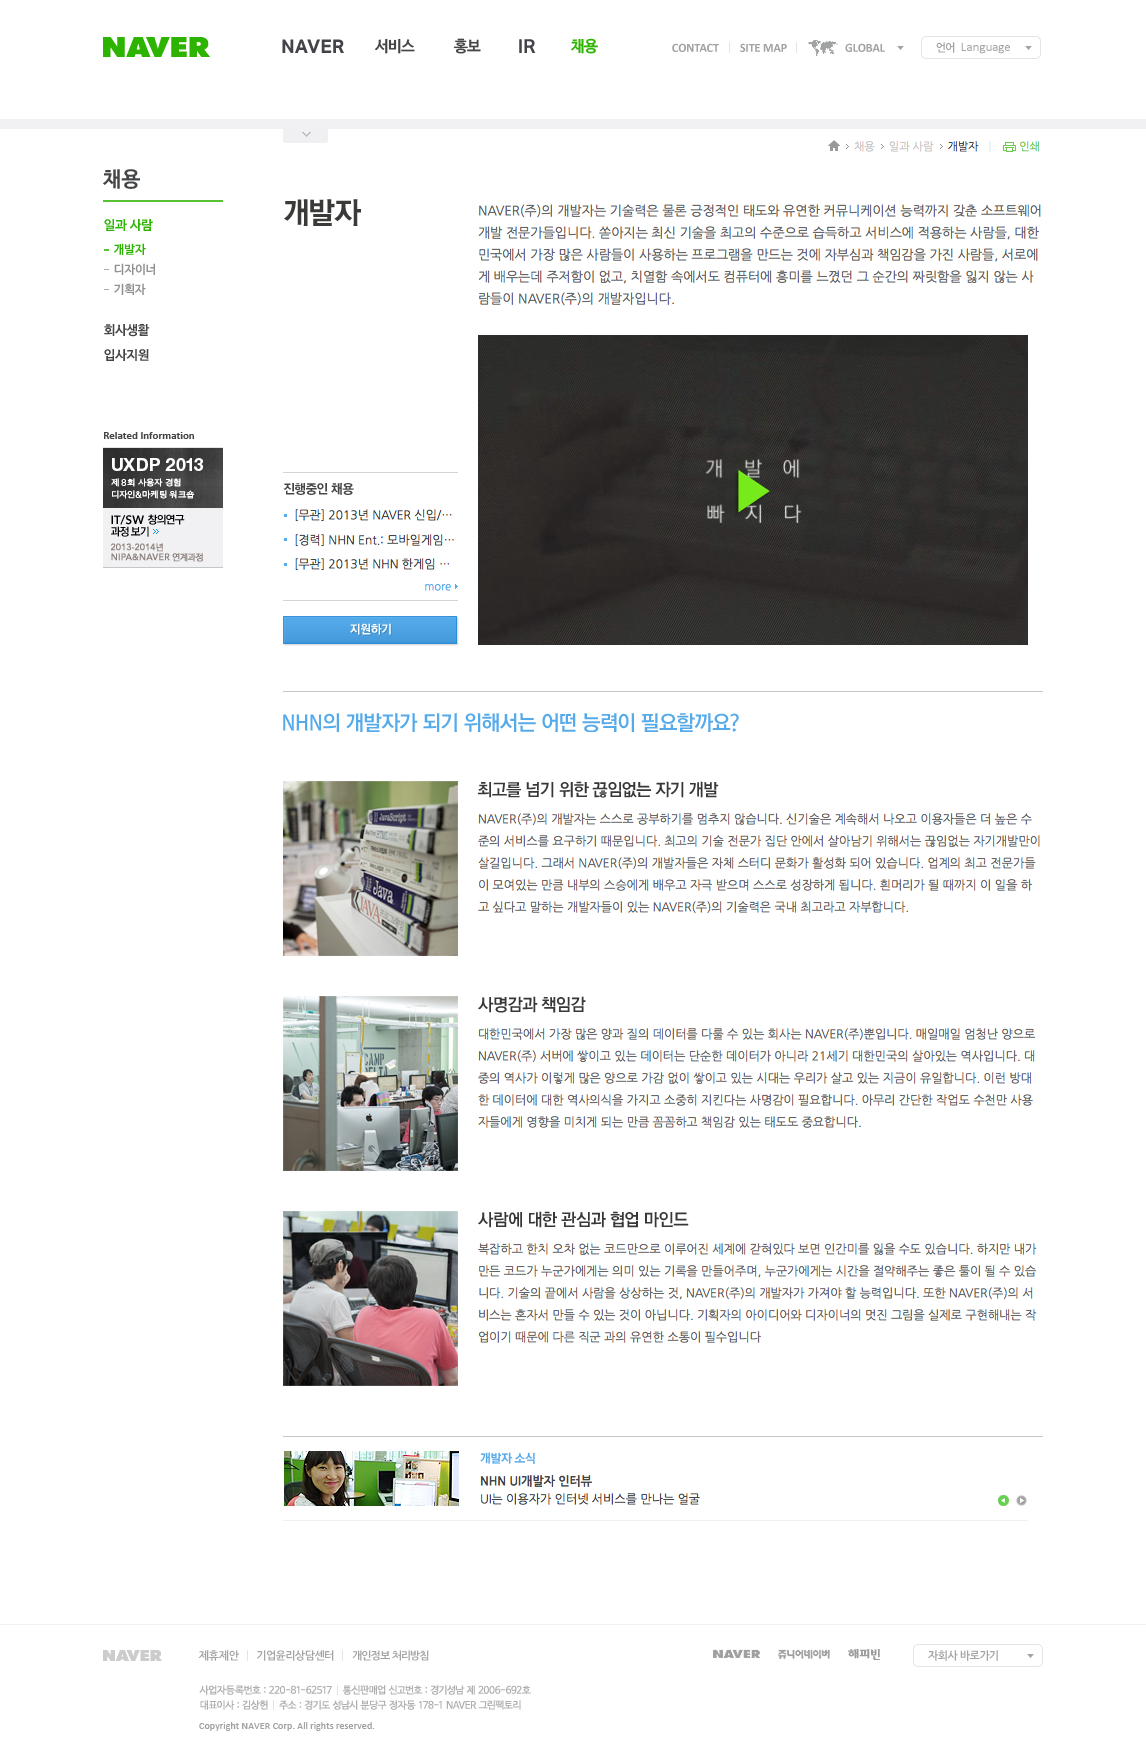 NAVER
NAVER 서비스 홍보 IR 채용
CONTACT SITE MAP GLOBAL 언어 Language
채용 일과 사람 개발자 인쇄
채용
일과 사람
개발자
디자이너
기획자
회사생활
입사지원
Related Information
UXDP 2013
제8회 사용자 경험
디자인&마케팅 워크숍
IT/SW 창의연구
과정 보기 »
2013-2014년
NIPA&NAVER 연계과정
개발자
NAVER(주)의 개발자는 기술력은 물론 긍정적인 태도와 유연한 커뮤니케이션 능력까지 갖춘 소프트웨어
개발 전문가들입니다. 쏟아지는 최신 기술을 최고의 수준으로 습득하고 서비스에 적용하는 사람들, 대한
민국에서 가장 많은 사람들이 사용하는 프로그램을 만드는 것에 자부심과 책임감을 가진 사람들, 서로에
게 배우는데 주저함이 없고, 치열함 속에서도 컴퓨터에 흥미를 느꼈던 그 순간의 짜릿함을 잃지 않는 사
람들이 NAVER(주)의 개발자입니다.
개발에
빠지다
진행중인 채용
[무관] 2013년 NAVER 신입/…
[경력] NHN Ent.: 모바일게임…
[무관] 2013년 NHN 한게임 …
more
지원하기
NHN의 개발자가 되기 위해서는 어떤 능력이 필요할까요?
JavaScript
HTML
Java
JAVA
최고를 넘기 위한 끊임없는 자기 개발
NAVER(주)의 개발자는 스스로 공부하기를 멈추지 않습니다. 신기술은 계속해서 나오고 이용자들은 더 높은 수
준의 서비스를 요구하기 때문입니다. 최고의 기술 전문가 집단 안에서 살아남기 위해서는 끊임없는 자기개발만이
살길입니다. 그래서 NAVER(주)의 개발자들은 자체 스터디 문화가 활성화 되어 있습니다. 업계의 최고 전문가들
이 모여있는 만큼 내부의 스승에게 배우고 자극 받으며 스스로 성장하게 됩니다. 흰머리가 될 때까지 이 일을 하
고 싶다고 말하는 개발자들이 있는 NAVER(주)의 기술력은 국내 최고라고 자부합니다.
CAMP
DELTA
사명감과 책임감
대한민국에서 가장 많은 양과 질의 데이터를 다룰 수 있는 회사는 NAVER(주)뿐입니다. 매일매일 엄청난 양으로
NAVER(주) 서버에 쌓이고 있는 데이터는 단순한 데이터가 아니라 21세기 대한민국의 살아있는 역사입니다. 대
중의 역사가 이렇게 많은 양으로 가감 없이 쌓이고 있는 시대는 우리가 살고 있는 지금이 유일합니다. 이런 방대
한 데이터에 대한 역사의식을 가지고 소중히 지킨다는 사명감이 필요합니다. 아무리 간단한 작업도 수천만 사용
자들에게 영향을 미치게 되는 만큼 꼼꼼하고 책임감 있는 태도도 중요합니다.
사람에 대한 관심과 협업 마인드
복잡하고 한치 오차 없는 코드만으로 이루어진 세계에 갇혀있다 보면 인간미를 잃을 수도 있습니다. 하지만 내가
만든 코드가 누군가에게는 의미 있는 기록을 만들어주며, 누군가에게는 시간을 절약해주는 좋은 툴이 될 수 있습
니다. 기술의 끝에서 사람을 상상하는 것, NAVER(주)의 개발자가 가져야 할 능력입니다. 또한 NAVER(주)의 서
비스는 혼자서 만들 수 있는 것이 아닙니다. 기획자의 아이디어와 디자이너의 멋진 그림을 실제로 구현해내는 작
업이기 때문에 다른 직군 과의 유연한 소통이 필수입니다
개발자 소식
NHN UI개발자 인터뷰
UI는 이용자가 인터넷 서비스를 만나는 얼굴
NAVER 제휴제안 기업윤리상담센터 개인정보 처리방침
NAVER 쥬니어네이버 해피빈 자회사 바로가기
사업자등록번호 : 220-81-62517 통신판매업 신고번호 : 경기성남 제 2006-692호
대표이사 : 김상헌 주소 : 경기도 성남시 분당구 정자동 178-1 NAVER 그린팩토리
Copyright NAVER Corp. All rights reserved.